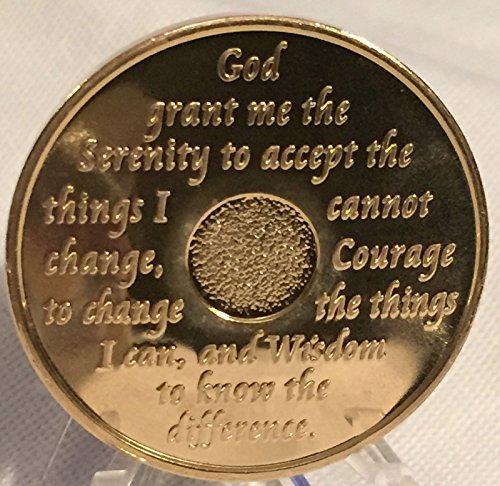 God
grant me the
Serenity to accept the
things I cannot
change, Courage
to change the things
I can, and Wisdom
to know the
difference.